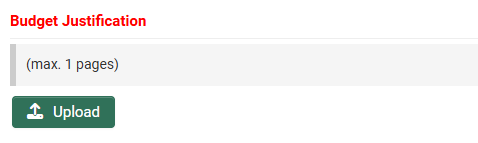 Budget Justification
(max. 1 pages)
Upload